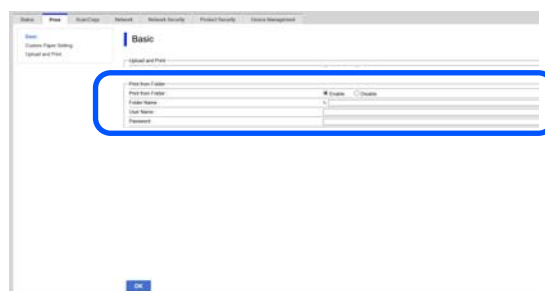 Status Print Scan/Copy Network Network Security Product Security Device Management
Basic
Custom Paper Setting
Upload and Print
Basic
Upload and Print
Print from Folder
Print from Folder Enable Disable
Folder Name \\
User Name
Password
OK